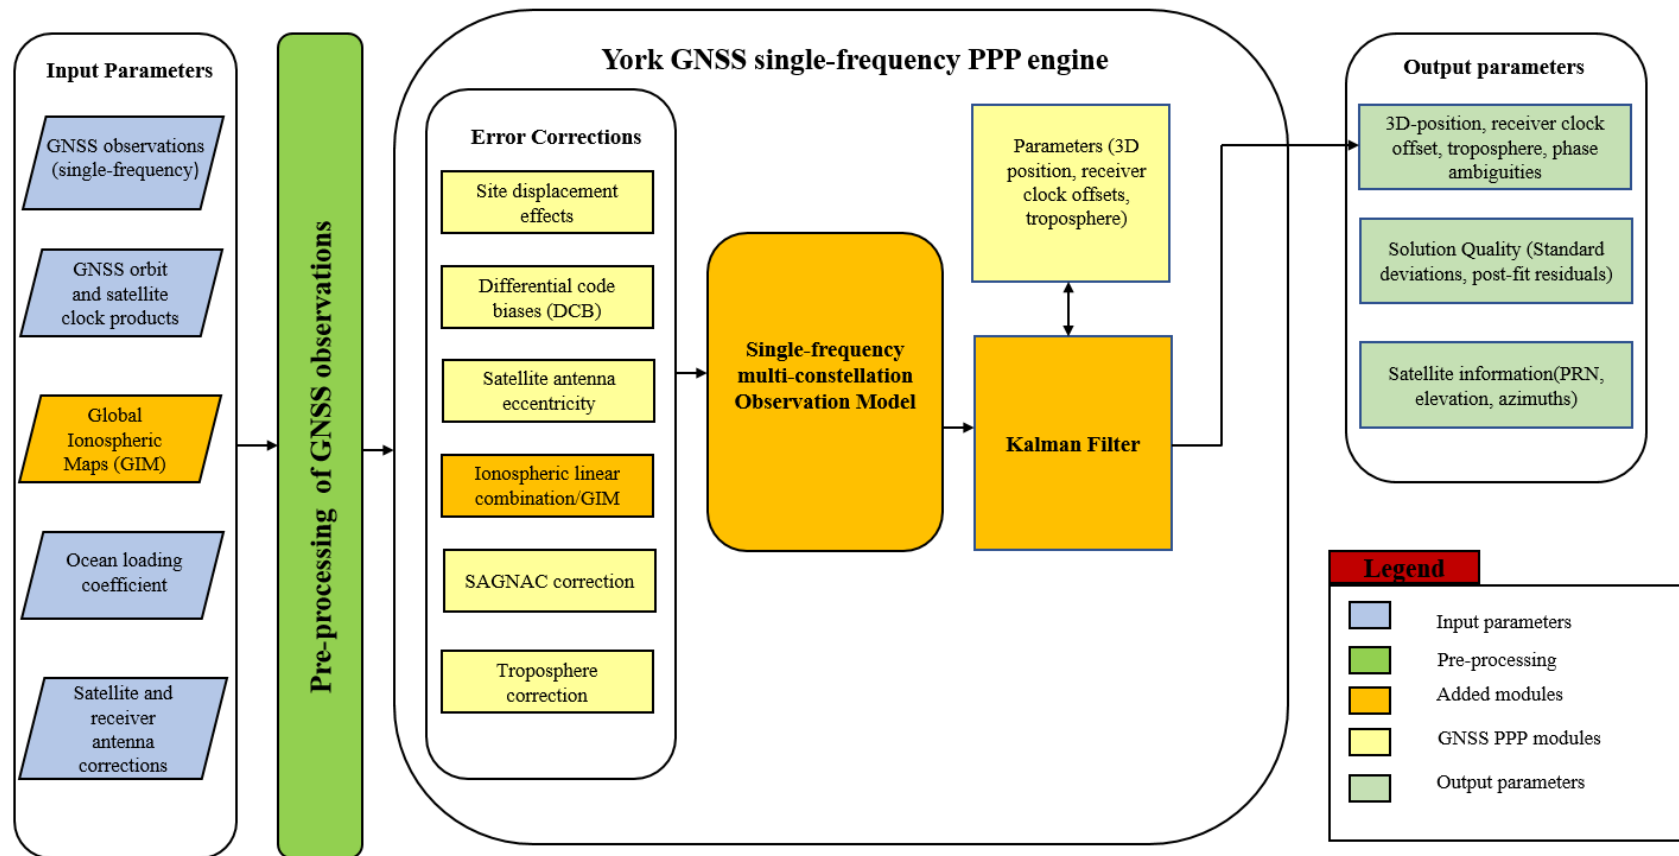 Input Parameters
GNSS observations
(single-frequency)
GNSS orbit
and satellite
clock products
Global
Ionospheric
Maps (GIM)
Ocean loading
coefficient
Satellite and
receiver
antenna
corrections
Pre-processing of GNSS observations
York GNSS single-frequency PPP engine
Error Corrections
Site displacement
effects
Differential code
biases (DCB)
Satellite antenna
eccentricity
Ionospheric linear
combination/GIM
SAGNAC correction
Troposphere
correction
Single-frequency
multi-constellation
Observation Model
Parameters (3D
position, receiver
clock offsets,
troposphere)
Kalman Filter
Output parameters
3D-position, receiver clock
offset, troposphere, phase
ambiguities
Solution Quality (Standard
deviations, post-fit residuals)
Satellite information(PRN,
elevation, azimuths)
Legend
Input parameters
Pre-processing
Added modules
GNSS PPP modules
Output parameters